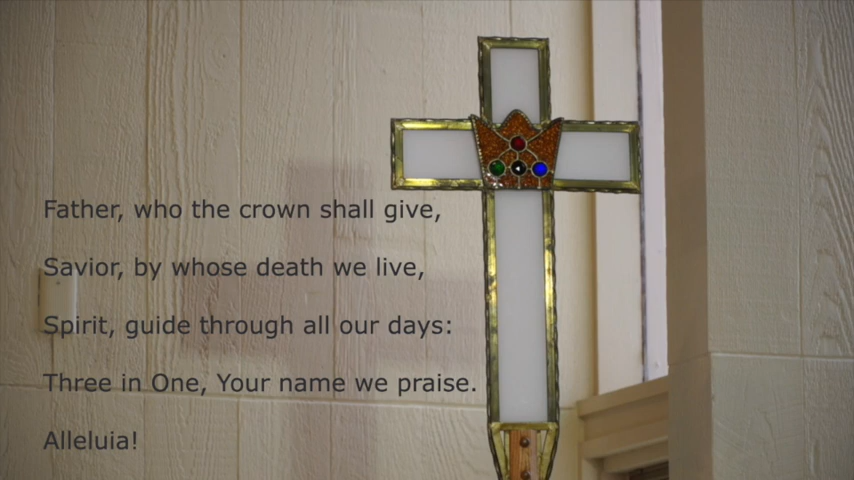 Father, who the crown shall give,
Savior, by whose death we live,
Spirit, guide through all our days:
Three in One, Your name we praise.
Alleluia!